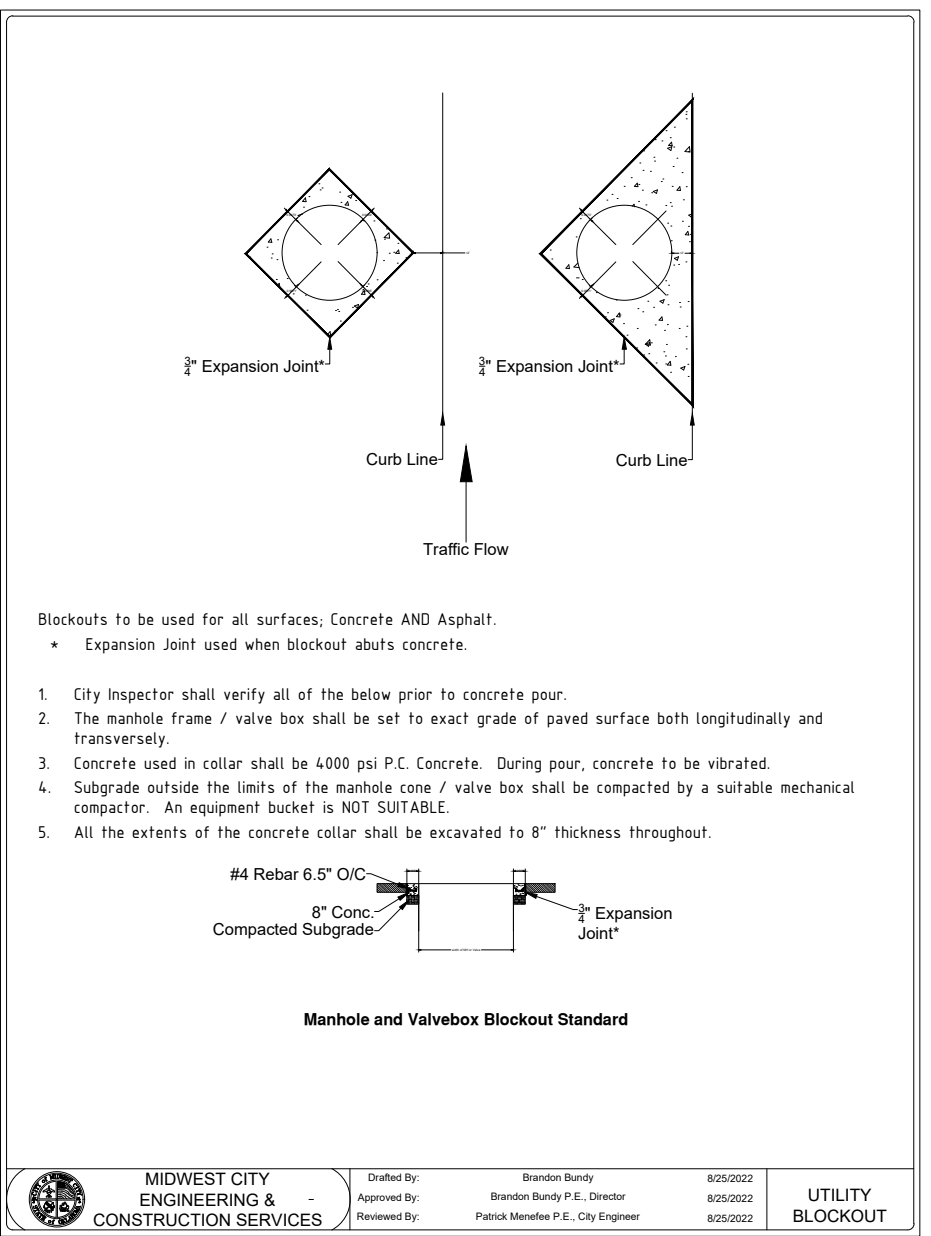 ¾" Expansion Joint*
¾" Expansion Joint*
Curb Line
Curb Line
Traffic Flow
Blockouts to be used for all surfaces; Concrete AND Asphalt.
* Expansion Joint used when blockout abuts concrete.
1. City Inspector shall verify all of the below prior to concrete pour.
2. The manhole frame / valve box shall be set to exact grade of paved surface both longitudinally and
transversely.
3. Concrete used in collar shall be 4000 psi P.C. Concrete. During pour, concrete to be vibrated.
4. Subgrade outside the limits of the manhole cone / valve box shall be compacted by a suitable mechanical
compactor. An equipment bucket is NOT SUITABLE.
5. All the extents of the concrete collar shall be excavated to 8" thickness throughout.
#4 Rebar 6.5" O/C
8" Conc.
Compacted Subgrade
¾" Expansion
Joint*
Manhole and Valvebox Blockout Standard
MIDWEST CITY
ENGINEERING & -
CONSTRUCTION SERVICES
Drafted By: Brandon Bundy 8/25/2022
Approved By: Brandon Bundy P.E., Director 8/25/2022
Reviewed By: Patrick Menefee P.E., City Engineer 8/25/2022
UTILITY
BLOCKOUT